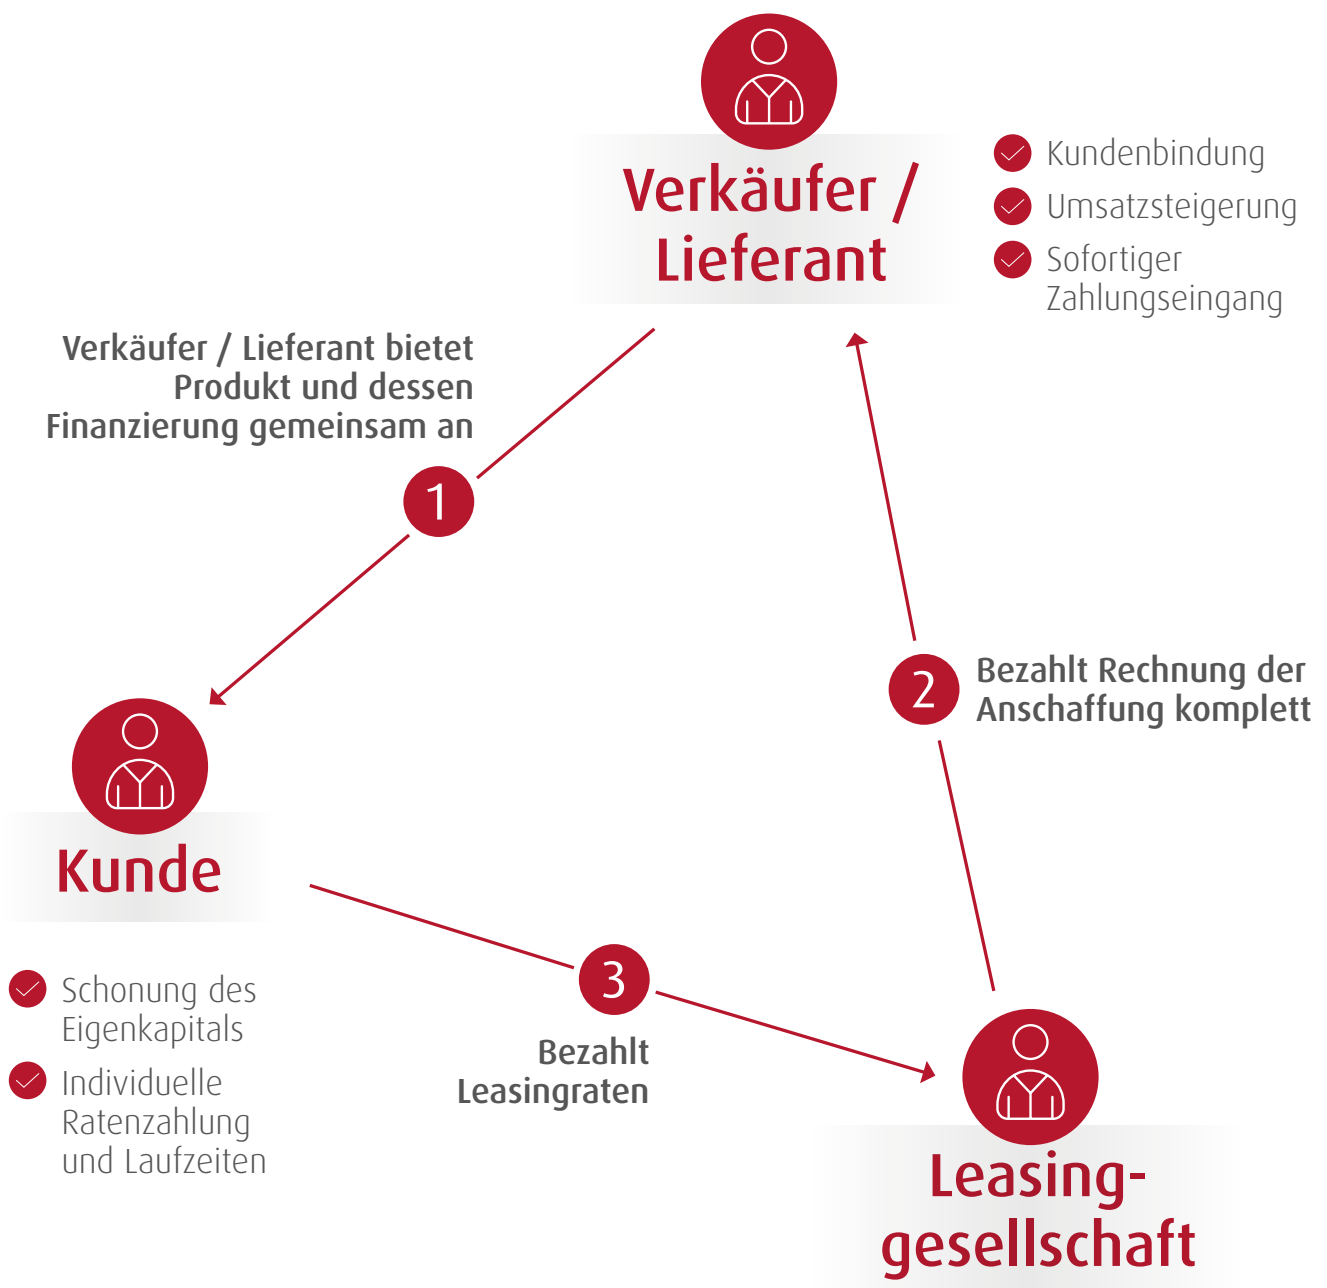 Verkäufer /
Lieferant
Kundenbindung
Umsatzsteigerung
Sofortiger
Zahlungseingang
Verkäufer / Lieferant bietet
Produkt und dessen
Finanzierung gemeinsam an
1
2
Bezahlt Rechnung der
Anschaffung komplett
Kunde
Schonung des
Eigenkapitals
Individuelle
Ratenzahlung
und Laufzeiten
3
Bezahlt
Leasingraten
Leasing-
gesellschaft